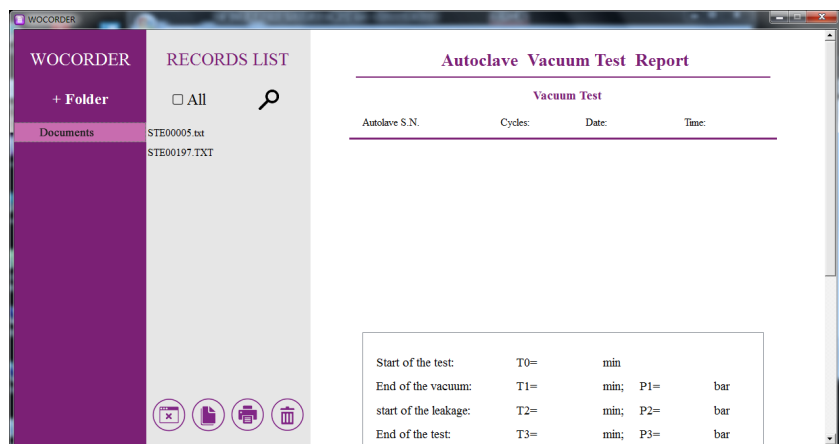 WOCORDER
WOCORDER
+ Folder
Documents
RECORDS LIST
All
STE00005.txt
STE00197.TXT
Autoclave Vacuum Test Report
Vacuum Test
Autolave S.N. Cycles: Date: Time:
Start of the test: T0= min
End of the vacuum: T1= min; P1= bar
start of the leakage: T2= min; P2= bar
End of the test: T3= min; P3= bar